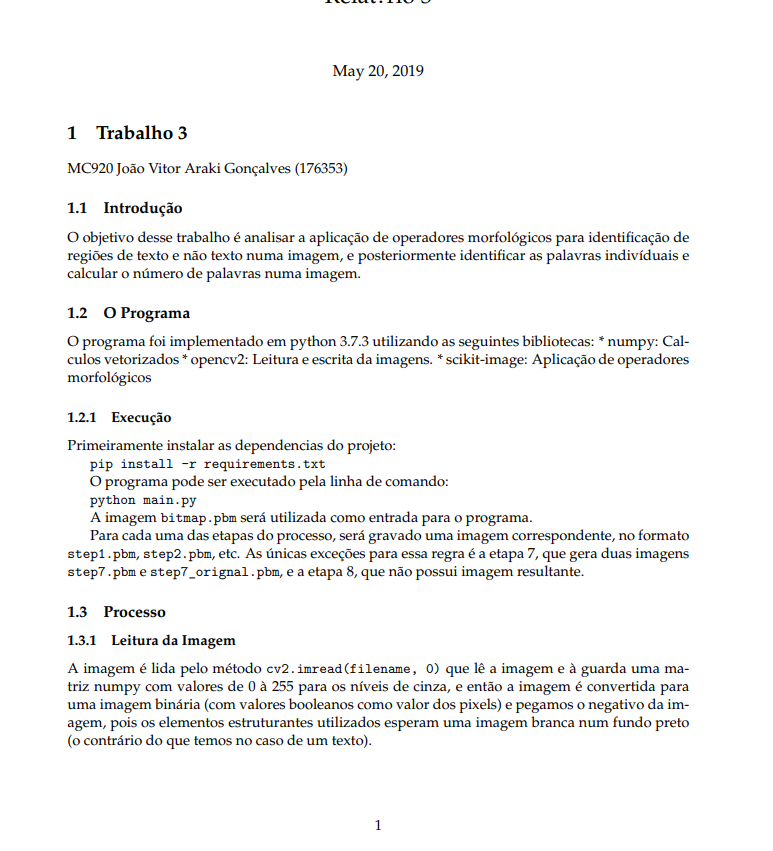 May 20, 2019
1 Trabalho 3
MC920 João Vitor Araki Gonçalves (176353)
1.1 Introdução
O objetivo desse trabalho é analisar a aplicação de operadores morfológicos para identificação de
regiões de texto e não texto numa imagem, e posteriormente identificar as palavras indivíduais e
calcular o número de palavras numa imagem.
1.2 O Programa
O programa foi implementado em python 3.7.3 utilizando as seguintes bibliotecas: * numpy: Cal-
culos vetorizados * opencv2: Leitura e escrita da imagens. * scikit-image: Aplicação de operadores
morfológicos
1.2.1 Execução
Primeiramente instalar as dependencias do projeto:
pip install -r requirements.txt
O programa pode ser executado pela linha de comando:
python main.py
A imagem bitmap.pbm será utilizada como entrada para o programa.
Para cada uma das etapas do processo, será gravado uma imagem correspondente, no formato
step1.pbm, step2.pbm, etc. As únicas exceções para essa regra é a etapa 7, que gera duas imagens
step7.pbm e step7_orignal.pbm, e a etapa 8, que não possui imagem resultante.
1.3 Processo
1.3.1 Leitura da Imagem
A imagem é lida pelo método cv2.imread(filename, 0) que lê a imagem e à guarda uma ma-
triz numpy com valores de 0 à 255 para os níveis de cinza, e então a imagem é convertida para
uma imagem binária (com valores booleanos como valor dos pixels) e pegamos o negativo da im-
agem, pois os elementos estruturantes utilizados esperam uma imagem branca num fundo preto
(o contrário do que temos no caso de um texto).
1